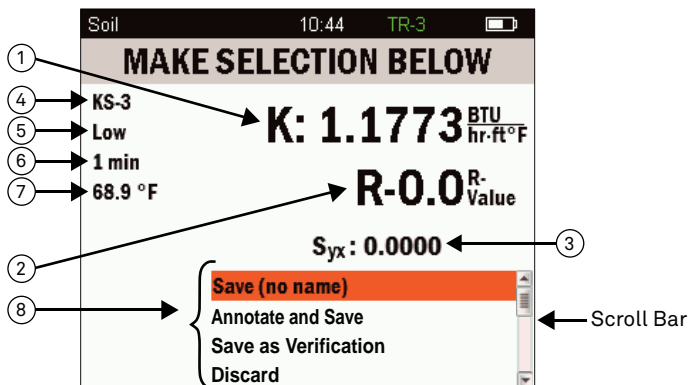 Soil 10:44 TR-3
MAKE SELECTION BELOW
1
4 KS-3
K: 1.1773 BTU
hr·ft°F
5 Low
6 1 min
7 68.9 °F
R-0.0 R-
Value
2
Syx: 0.0000 3
8
Save (no name)
Annotate and Save
Scroll Bar
Save as Verification
Discard